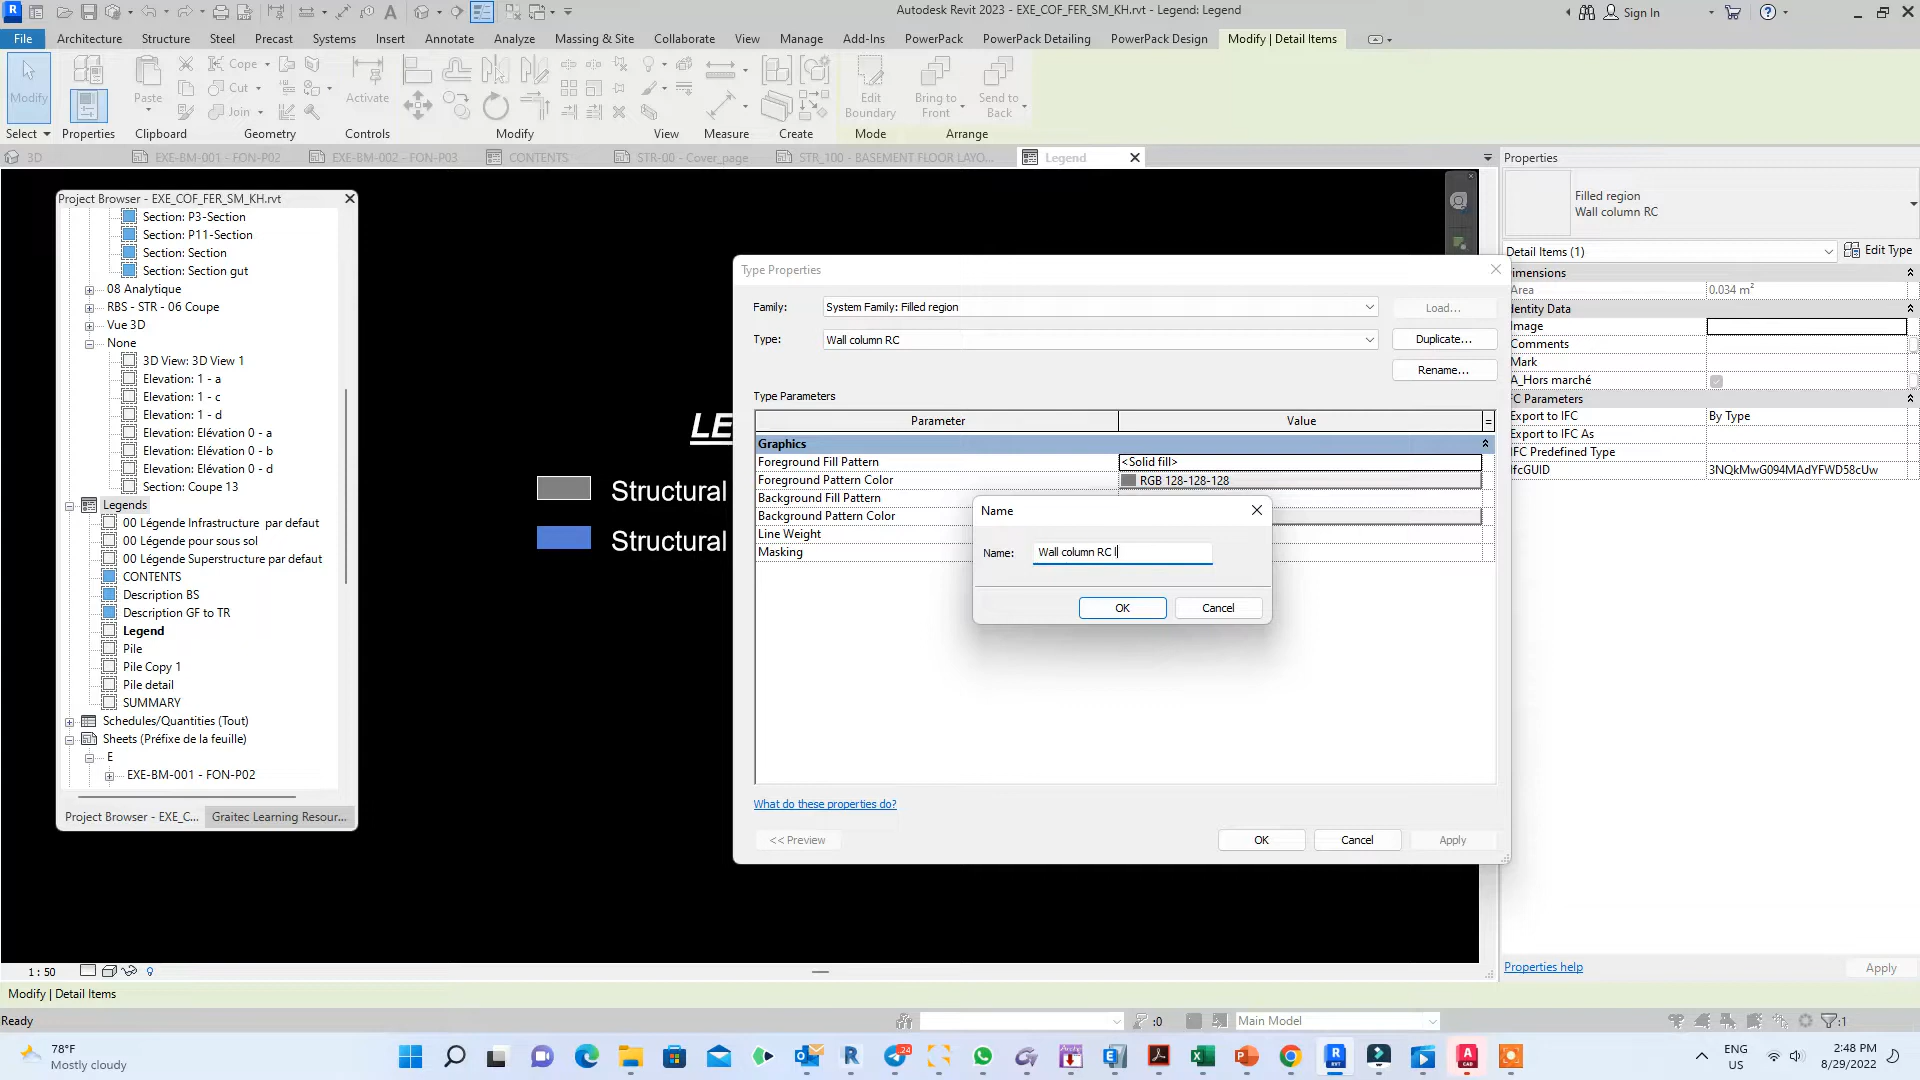 Autodesk Revit 2023 - EXE_COF_FER_SM_KH.rvt - Legend: Legend
Sign In
File Architecture Structure Steel Precast Systems Insert Annotate Analyze Massing & Site Collaborate View Manage Add-Ins PowerPack PowerPack Detailing PowerPack Design Modify | Detail Items
Modify
Paste
Cope
Cut
Join
Activate
Edit
Boundary
Bring to
Front
Send to
Back
Select Properties Clipboard Geometry Controls Modify View Measure Create Mode Arrange
3D EXE-BM-001 - FON-P02 EXE-BM-002 - FON-P03 CONTENTS STR-00 - Cover_page STR_100 - BASEMENT FLOOR LAYO... Legend
Project Browser - EXE_COF_FER_SM_KH.rvt
Section: P3-Section
Section: P11-Section
Section: Section
Section: Section gut
08 Analytique
RBS - STR - 06 Coupe
Vue 3D
None
3D View: 3D View 1
Elevation: 1 - a
Elevation: 1 - c
Elevation: 1 - d
Elevation: Elévation 0 - a
Elevation: Elévation 0 - b
Elevation: Elévation 0 - d
Section: Coupe 13
Legends
00 Légende Infrastructure par defaut
00 Légende pour sous sol
00 Légende Superstructure par defaut
CONTENTS
Description BS
Description GF to TR
Legend
Pile
Pile Copy 1
Pile detail
SUMMARY
Schedules/Quantities (Tout)
Sheets (Préfixe de la feuille)
E
EXE-BM-001 - FON-P02
Project Browser - EXE_C... Graitec Learning Resour...
LE
Structural
Structural
Type Properties
Family: System Family: Filled region Load...
Type: Wall column RC Duplicate...
Rename...
Type Parameters
Parameter Value =
Graphics
Foreground Fill Pattern <Solid fill>
Foreground Pattern Color RGB 128-128-128
Background Fill Pattern
Background Pattern Color
Line Weight
Masking
Name
Name: Wall column RC l
OK Cancel
What do these properties do?
<< Preview OK Cancel Apply
Properties
Filled region
Wall column RC
Detail Items (1) Edit Type
imensions
Area 0.034 m²
dentity Data
Image
Comments
Mark
A_Hors marché
FC Parameters
Export to IFC By Type
Export to IFC As
IFC Predefined Type
IfcGUID 3NQkMwG094MAdYFWD58cUw
Properties help Apply
1 : 50
Modify | Detail Items
Ready :0 Main Model :1
78°F
Mostly cloudy
24
ENG
US
2:48 PM
8/29/2022